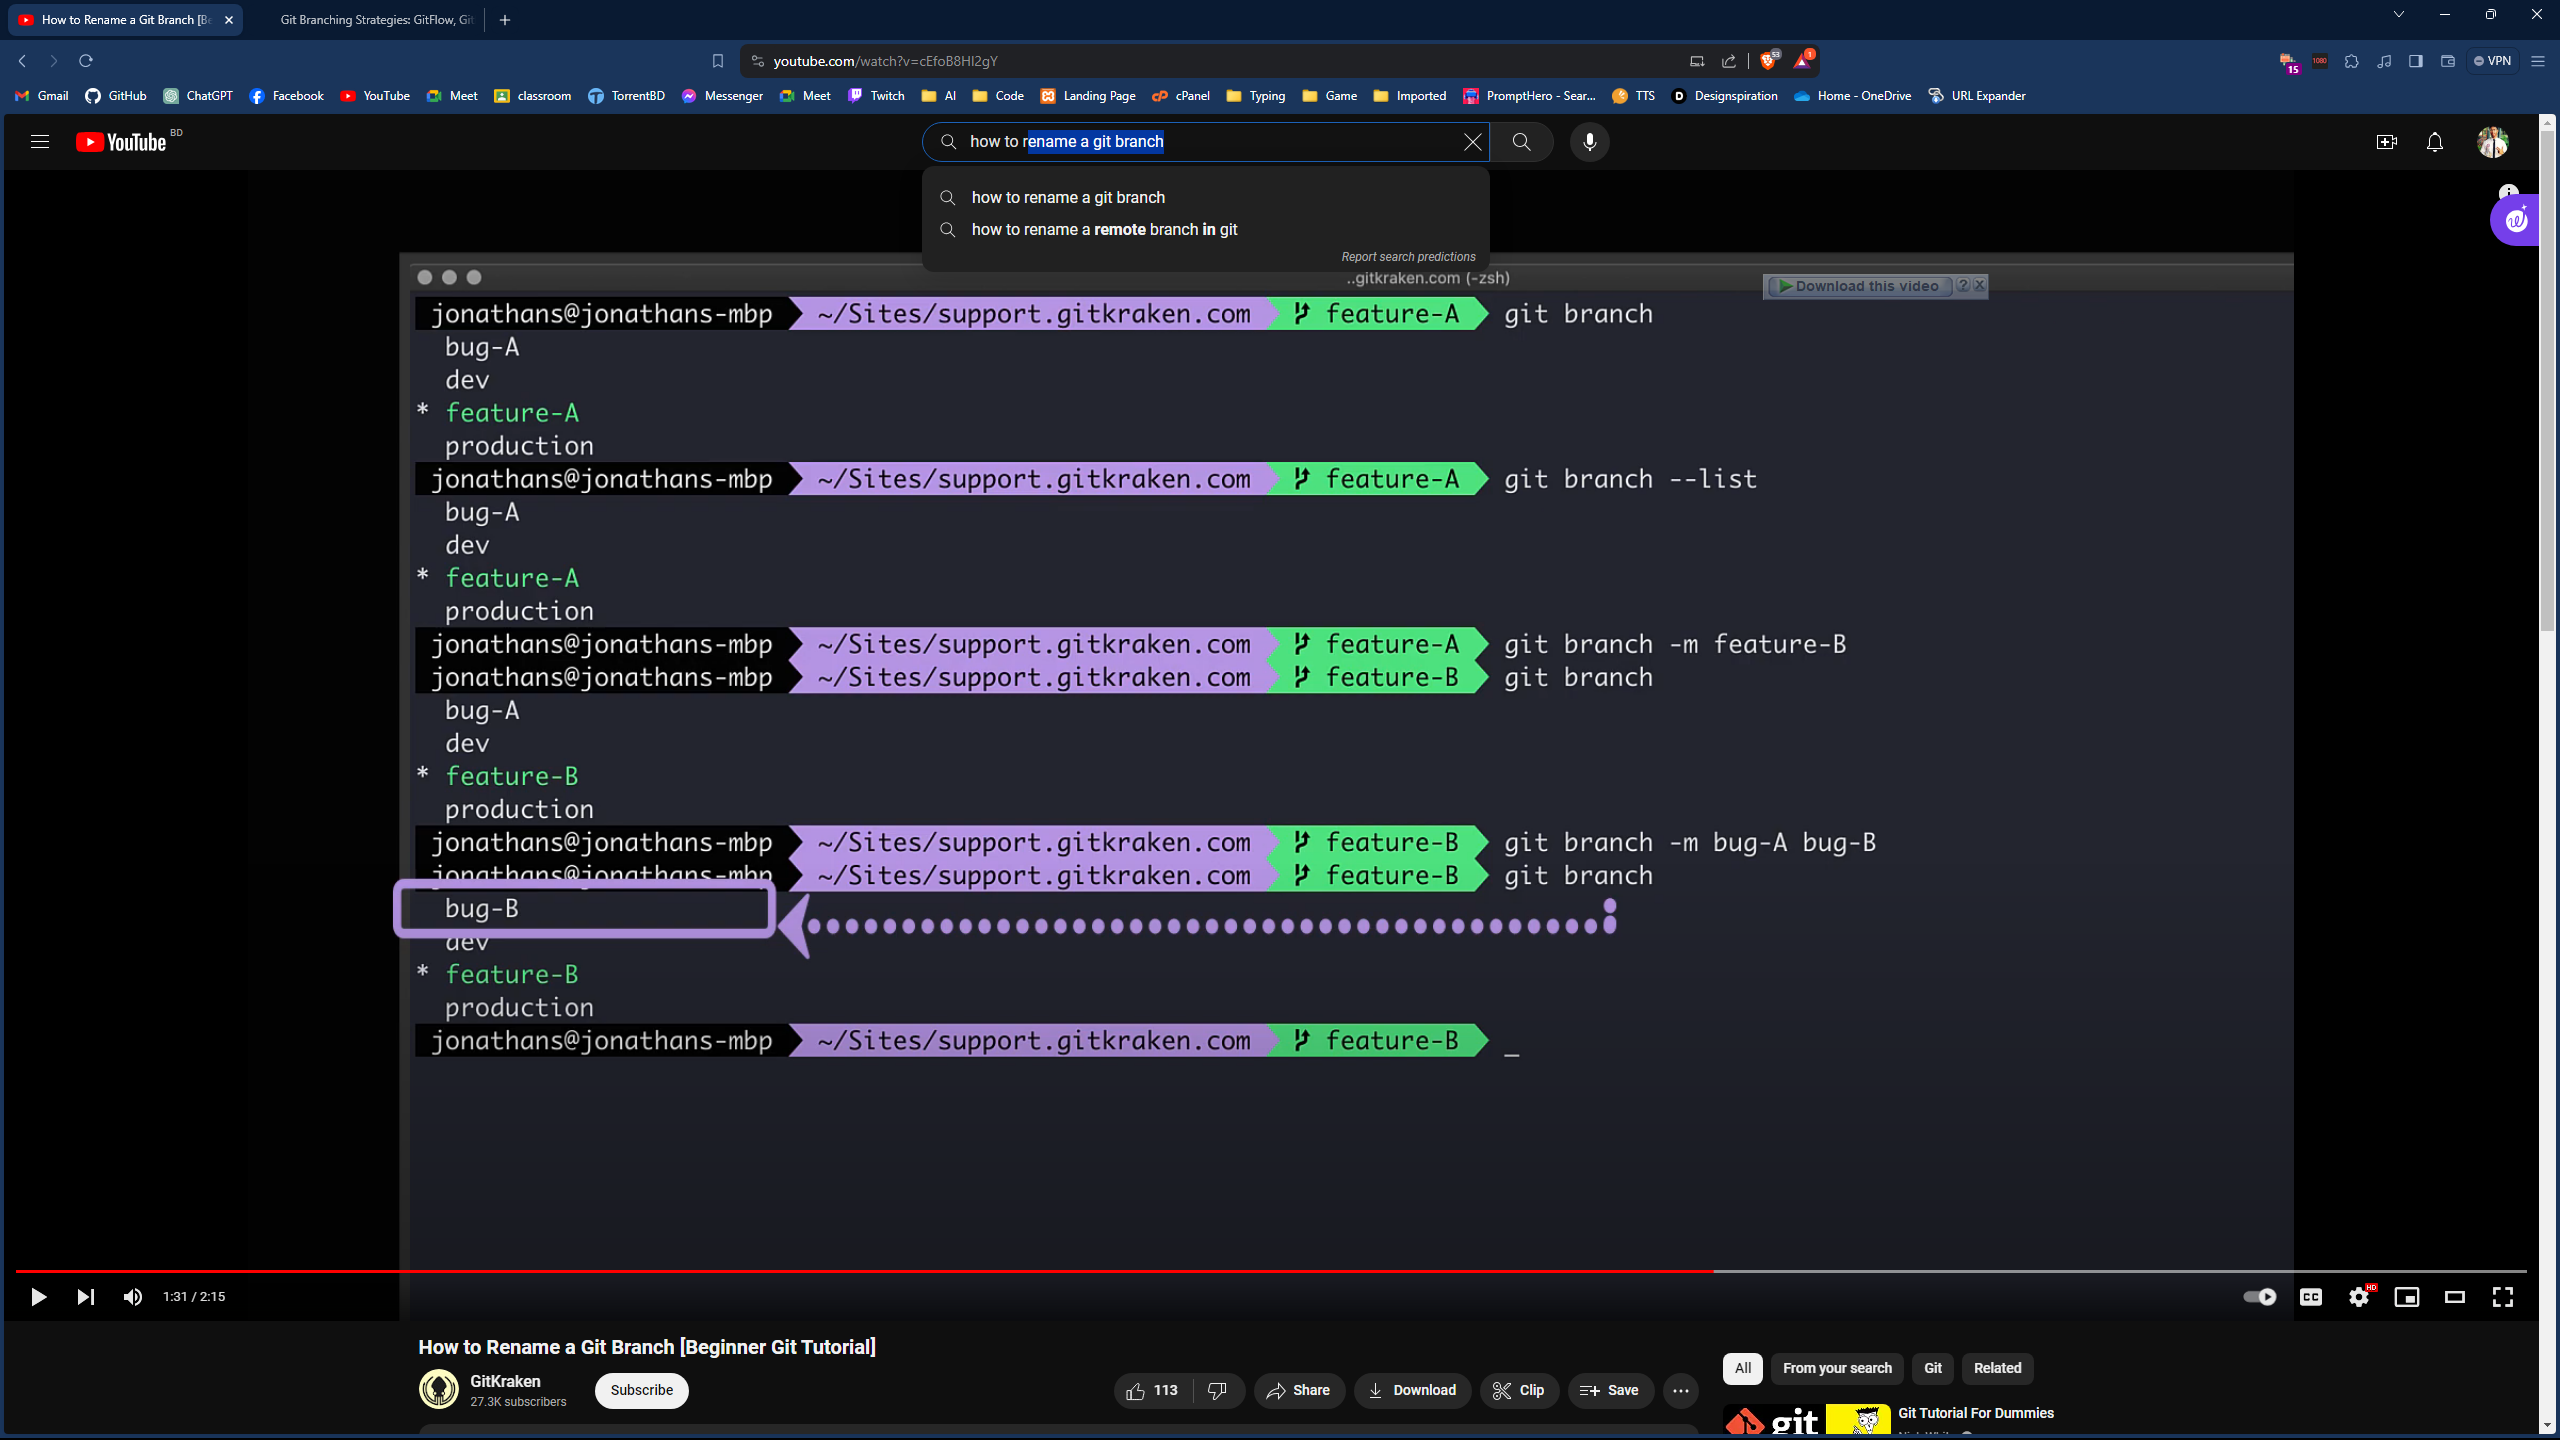 How to Rename a Git Branch [Be
Git Branching Strategies: GitFlow, Git
youtube.com/watch?v=cEfoB8HI2gY
53
1
15
1080
VPN
Gmail GitHub ChatGPT Facebook YouTube Meet classroom TorrentBD Messenger Meet Twitch AI Code Landing Page cPanel Typing Game Imported PromptHero - Sear... TTS Designspiration Home - OneDrive URL Expander
YouTube BD
how to rename a git branch
how to rename a git branch
how to rename a remote branch in git
Report search predictions
..gitkraken.com (-zsh)
Download this video ? X
jonathans@jonathans-mbp ~/Sites/support.gitkraken.com feature-A git branch
bug-A
dev
* feature-A
production
jonathans@jonathans-mbp ~/Sites/support.gitkraken.com feature-A git branch --list
bug-A
dev
* feature-A
production
jonathans@jonathans-mbp ~/Sites/support.gitkraken.com feature-A git branch -m feature-B
jonathans@jonathans-mbp ~/Sites/support.gitkraken.com feature-B git branch
bug-A
dev
* feature-B
production
jonathans@jonathans-mbp ~/Sites/support.gitkraken.com feature-B git branch -m bug-A bug-B
jonathans@jonathans-mbp ~/Sites/support.gitkraken.com feature-B git branch
bug-B
dev
* feature-B
production
jonathans@jonathans-mbp ~/Sites/support.gitkraken.com feature-B _
1:31 / 2:15
CC
HD
How to Rename a Git Branch [Beginner Git Tutorial]
GitKraken
27.3K subscribers
Subscribe
113
Share
Download
Clip
Save
All
From your search
Git
Related
git
Git Tutorial For Dummies